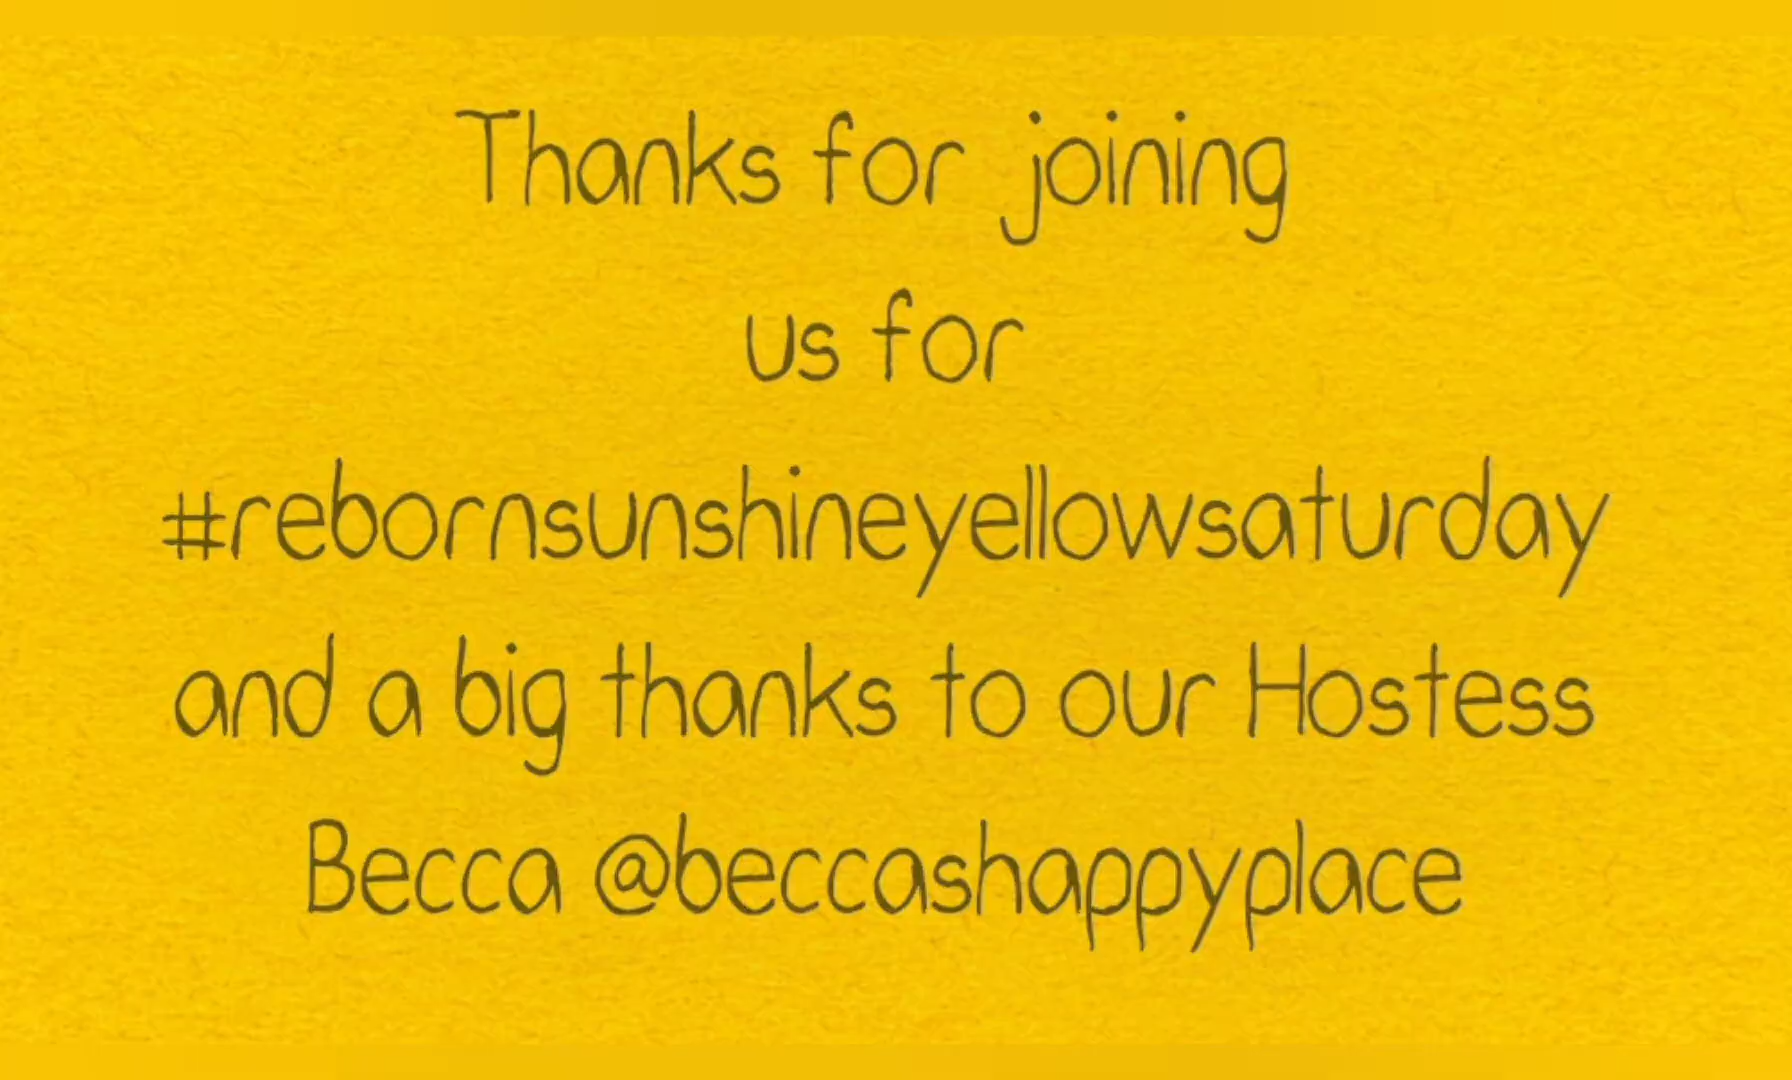 Thanks for joining
us for
#rebornsunshineyellowsaturday
and a big thanks to our Hostess
Becca @beccashappyplace